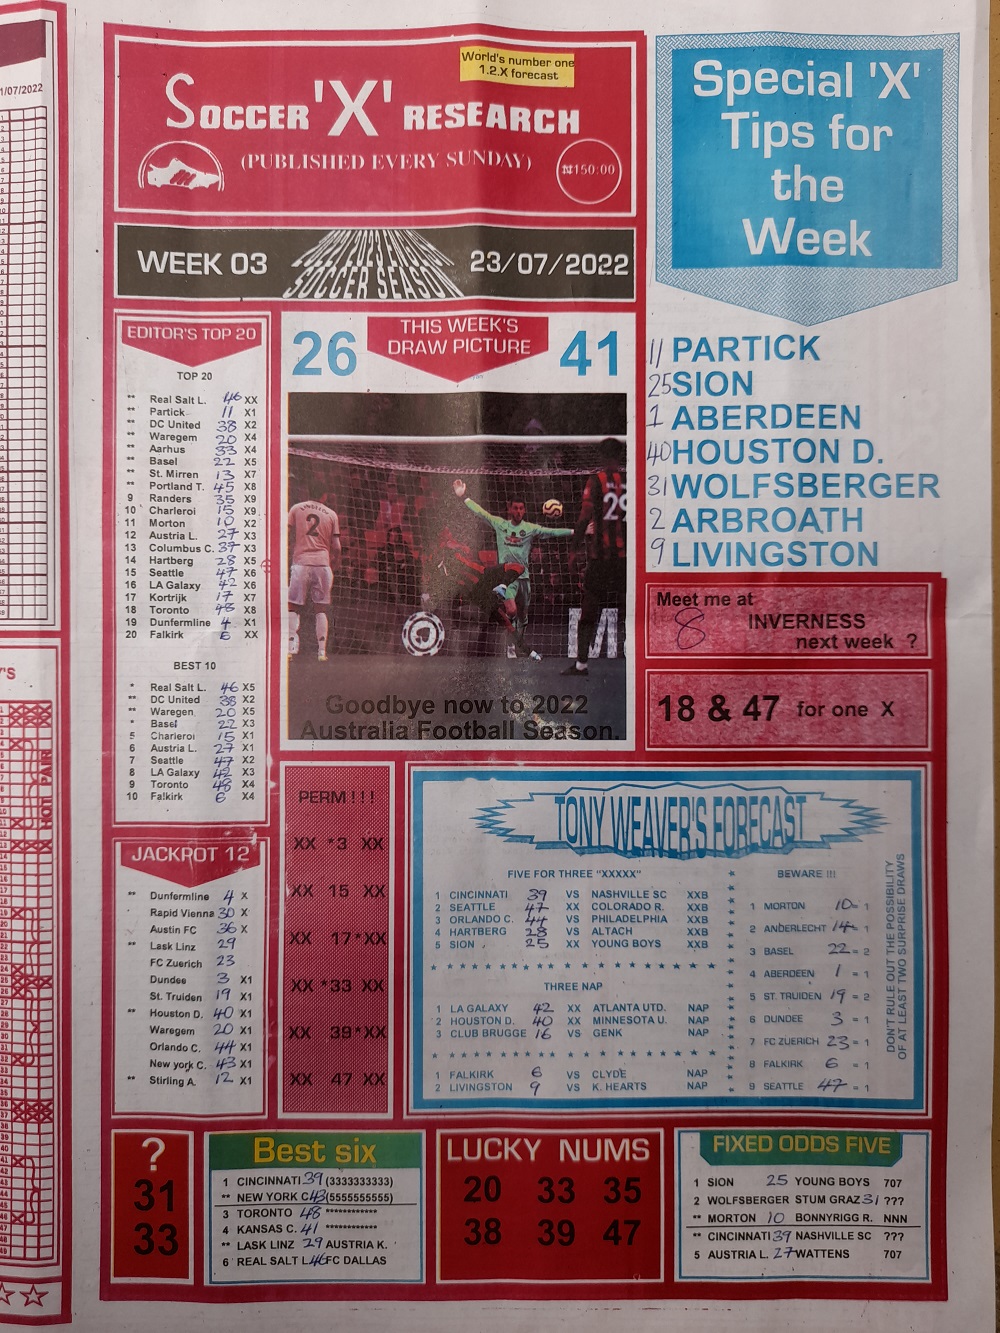 1/07/2022
Y'S
NOT PAIR
World's number one
1.2.X forecast
SOCCER 'X' RESEARCH
(PUBLISHED EVERY SUNDAY)
₦150:00
WEEK 03
2022/2023 ENGLISH
SOCCER SEASON
23/07/2022
Special 'X'
Tips for
the
Week
11 PARTICK
25 SION
1 ABERDEEN
40 HOUSTON D.
31 WOLFSBERGER
2 ARBROATH
9 LIVINGSTON
Meet me at
8 INVERNESS
next week ?
18 & 47 for one X
EDITOR'S TOP 20
TOP 20
** Real Salt L. 46 XX
** Partick 11 X1
** DC United 38 X2
** Waregem 20 X4
** Aarhus 33 X4
** Basel 22 X5
** St. Mirren 13 X7
** Portland T. 45 X8
9 Randers 35 X9
10 Charleroi 15 X9
11 Morton 10 X2
12 Austria L. 27 X3
13 Columbus C. 37 X3
14 Hartberg 28 X5
15 Seattle 47 X6
16 LA Galaxy 42 X6
17 Kortrijk 17 X7
18 Toronto 48 X8
19 Dunfermline 4 X1
20 Falkirk 6 XX
BEST 10
* Real Salt L. 46 X5
** DC United 38 X2
** Waregen 20 X5
* Basel 22 X3
5 Charleroi 15 X1
6 Austria L. 27 X1
7 Seattle 47 X2
8 LA Galaxy 42 X3
9 Toronto 48 X4
10 Falkirk 6 X4
26
THIS WEEK'S
DRAW PICTURE
41
2
29
Goodbye now to 2022
Australia Football Season.
JACKPOT 12
** Dunfermline 4 X
Rapid Vienna 30 X
Austin FC 36 X
** Lask Linz 29
FC Zuerich 23
Dundee 3 X1
St. Truiden 19 X1
** Houston D. 40 X1
Waregem 20 X1
Orlando C. 44 X1
New york C. 43 X1
** Stirling A. 12 X1
PERM !!!
XX *3 XX
XX 15 XX
XX 17*XX
XX *33 XX
XX 39*XX
XX 47 XX
TONY WEAVER'S FORECAST
FIVE FOR THREE "XXXXX"
1 CINCINNATI 39 VS NASHVILLE SC XXB
2 SEATTLE 47 XX COLORADO R. XXB
3 ORLANDO C. 44 VS PHILADELPHIA XXB
4 HARTBERG 28 VS ALTACH XXB
5 SION 25 XX YOUNG BOYS XXB
THREE NAP
1 LA GALAXY 42 XX ATLANTA UTD. NAP
2 HOUSTON D. 40 XX MINNESOTA U. NAP
3 CLUB BRUGGE 16 VS GENK NAP
1 FALKIRK 6 VS CLYDE NAP
2 LIVINGSTON 9 VS K. HEARTS NAP
BEWARE !!!
1 MORTON 10 = 1
2 ANDERLECHT 14 = 1
3 BASEL 22 = 2
4 ABERDEEN 1 = 1
5 ST. TRUIDEN 19 = 2
6 DUNDEE 3 = 1
7 FC ZUERICH 23 = 1
8 FALKIRK 6 = 1
9 SEATTLE 47 = 1
DON'T RULE OUT THE POSSIBILITY
OF AT LEAST TWO SURPRISE DRAWS
?
31
33
Best six
1 CINCINNATI 39 (3333333333)
** NEW YORK C 43 (5555555555)
3 TORONTO 48 ************
4 KANSAS C. 41 ************
** LASK LINZ 29 AUSTRIA K.
6 REAL SALT L 46 FC DALLAS
LUCKY NUMS
20 33 35
38 39 47
FIXED ODDS FIVE
1 SION 25 YOUNG BOYS 707
2 WOLFSBERGER STUM GRAZ 31 ???
** MORTON 10 BONNYRIGG R. NNN
** CINCINNATI 39 NASHVILLE SC ???
5 AUSTRIA L. 27 WATTENS 707